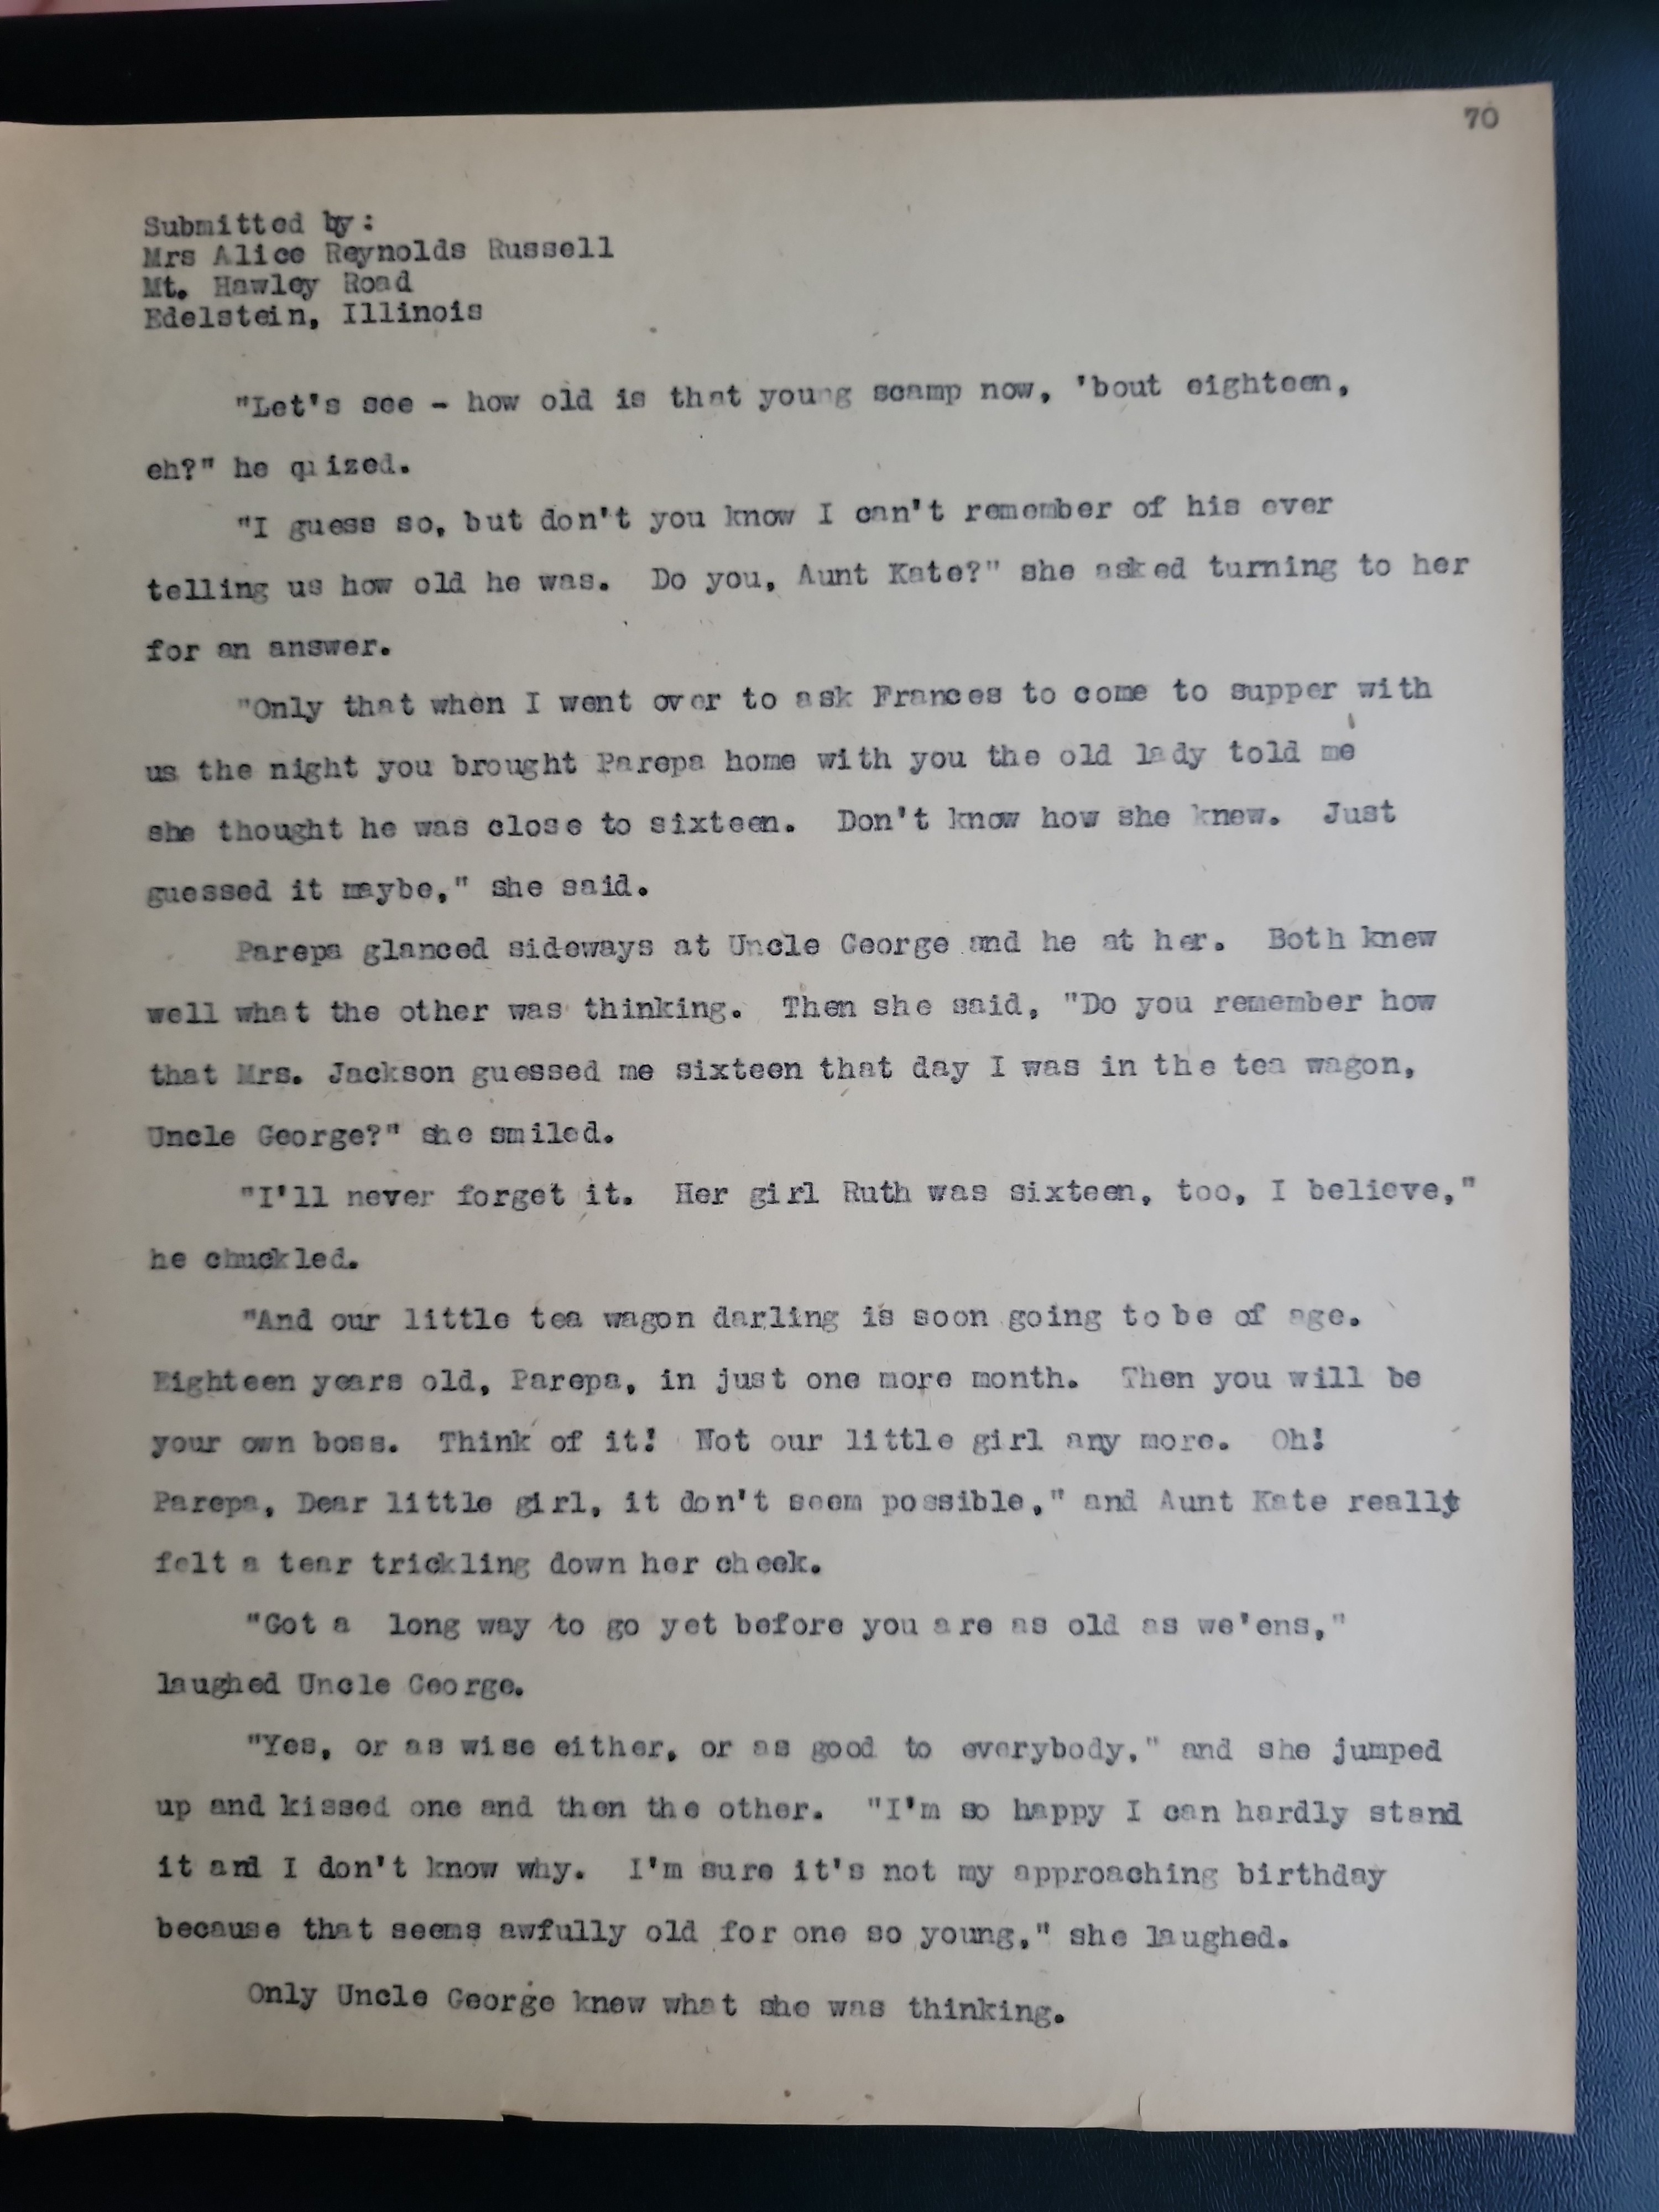 70
Submitted by:
Mrs Alice Reynolds Russell
Mt. Hawley Road
Edelstein, Illinois
"Let's see - how old is that young scamp now, 'bout eighteen,
eh?" he quized.
"I guess so, but don't you know I can't remember of his ever
telling us how old he was. Do you, Aunt Kate?" she asked turning to her
for an answer.
"Only that when I went over to ask Frances to come to supper with
us the night you brought Parepa home with you the old lady told me
she thought he was close to sixteen. Don't know how she knew. Just
guessed it maybe," she said.
Parepa glanced sideways at Uncle George and he at her. Both knew
well what the other was thinking. Then she said, "Do you remember how
that Mrs. Jackson guessed me sixteen that day I was in the tea wagon,
Uncle George?" she smiled.
"I'll never forget it. Her girl Ruth was sixteen, too, I believe,"
he chuckled.
"And our little tea wagon darling is soon going to be of age.
Eighteen years old, Parepa, in just one more month. Then you will be
your own boss. Think of it! Not our little girl any more. Oh!
Parepa, Dear little girl, it don't seem possible," and Aunt Kate really
felt a tear trickling down her cheek.
"Got a long way to go yet before you are as old as we'ens,"
laughed Uncle George.
"Yes, or as wise either, or as good to everybody," and she jumped
up and kissed one and then the other. "I'm so happy I can hardly stand
it and I don't know why. I'm sure it's not my approaching birthday
because that seems awfully old for one so young," she laughed.
Only Uncle George knew what she was thinking.